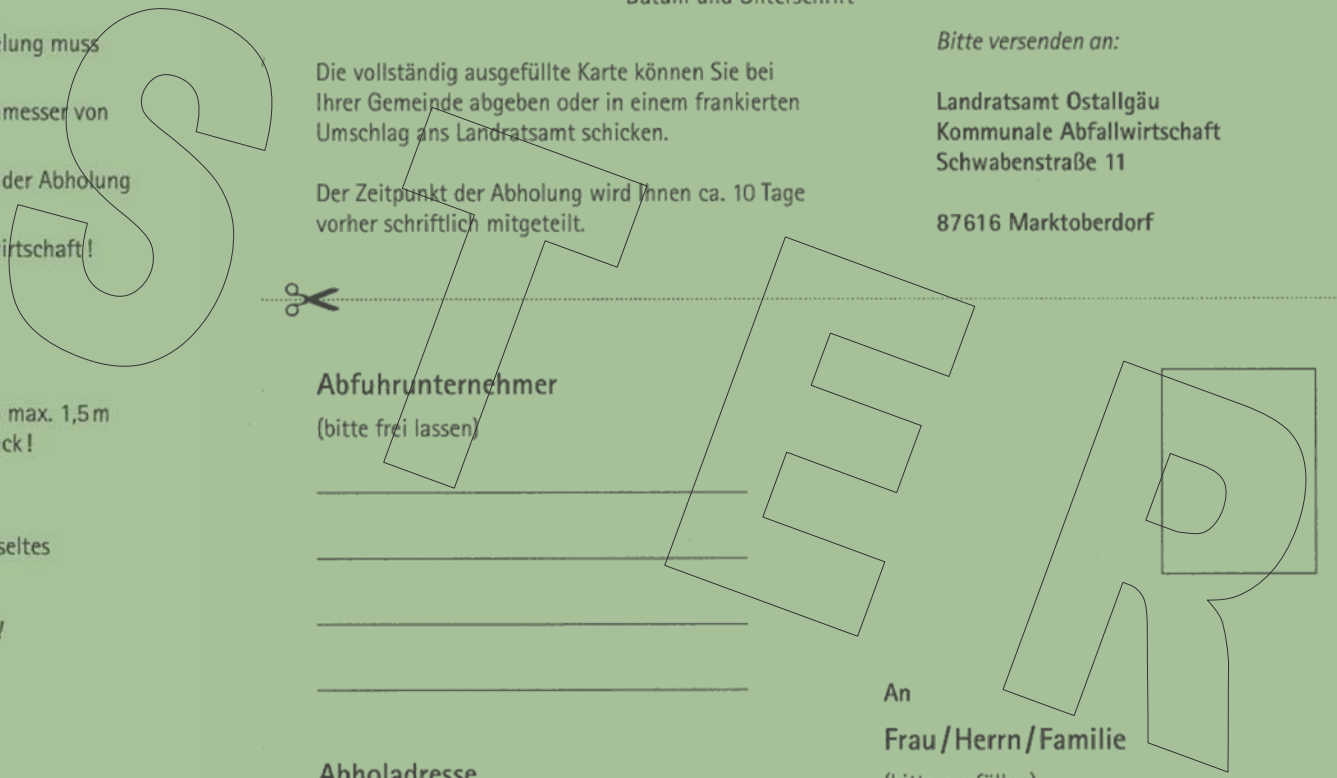 Datum und Unterschrift
elung muss
messer von
der Abholung
wirtschaft!
max. 1,5 m
ck!
seltes
!
Die vollständig ausgefüllte Karte können Sie bei
Ihrer Gemeinde abgeben oder in einem frankierten
Umschlag ans Landratsamt schicken.
Der Zeitpunkt der Abholung wird Ihnen ca. 10 Tage
vorher schriftlich mitgeteilt.
Bitte versenden an:
Landratsamt Ostallgäu
Kommunale Abfallwirtschaft
Schwabenstraße 11
87616 Marktoberdorf
Abfuhrunternehmer
(bitte frei lassen)
Abholadresse
An
Frau/Herrn/Familie
STER